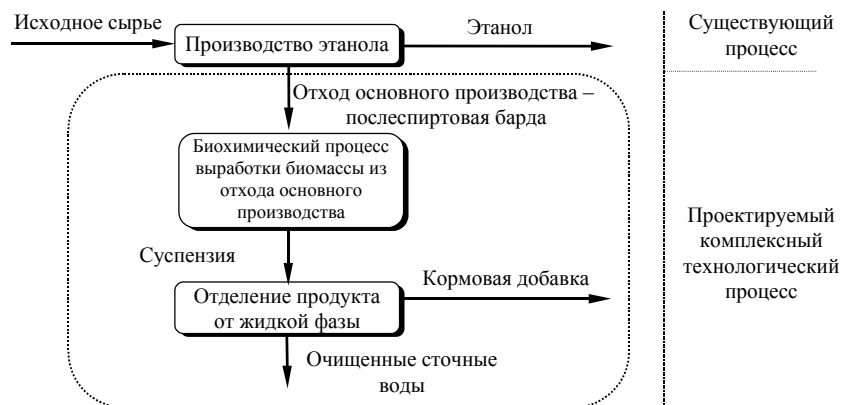 Исходное сырье
Производство этанола
Этанол
Существующий
процесс
Отход основного производства –
послеспиртовая барда
Биохимический процесс
выработки биомассы из
отхода основного
производства
Суспензия
Отделение продукта
от жидкой фазы
Кормовая добавка
Очищенные сточные
воды
Проектируемый
комплексный
технологический
процесс